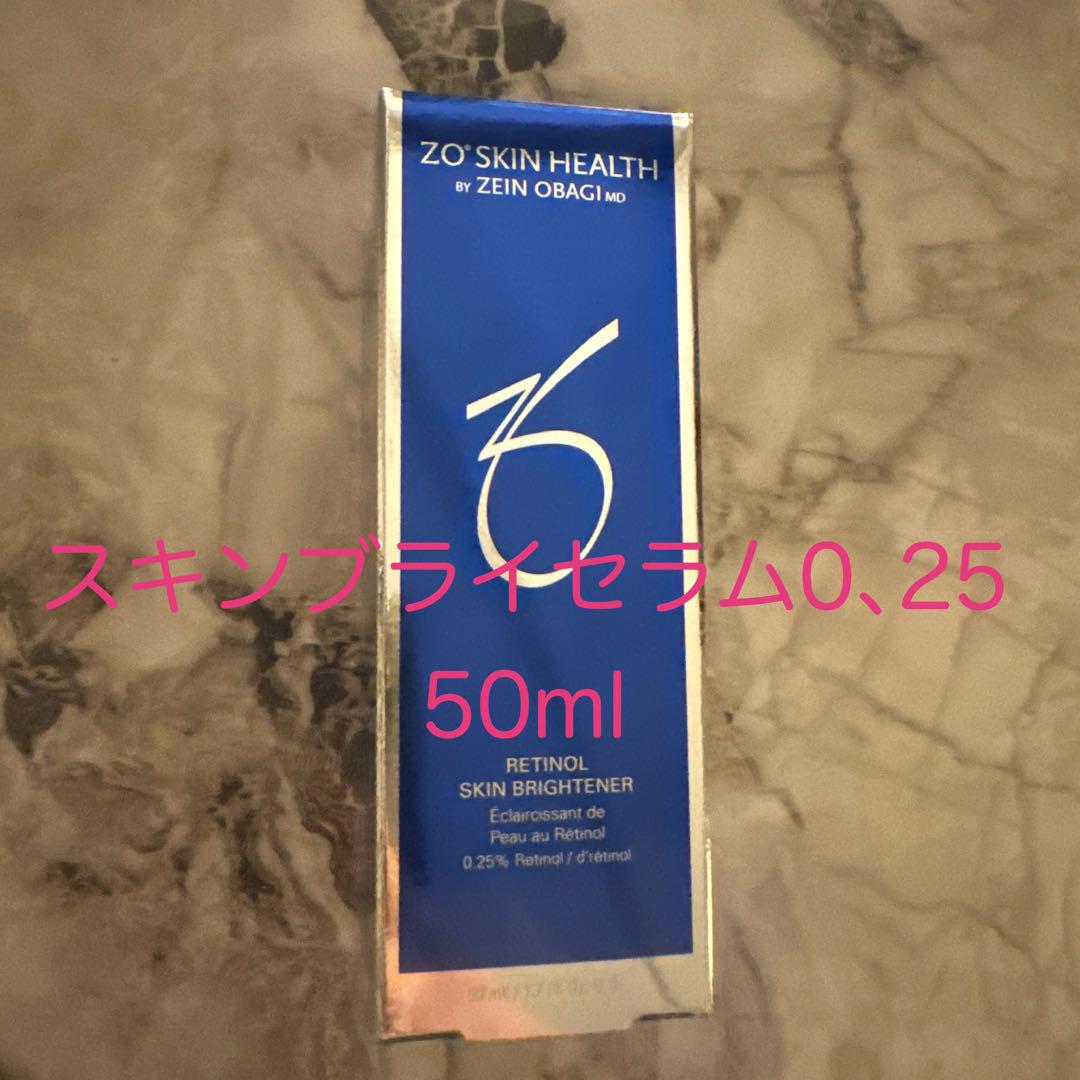 ZO® SKIN HEALTH
BY ZEIN OBAGI MD
スキンブライセラム0、25
50ml
RETINOL
SKIN BRIGHTENER
Éclaircissant de
Peau au Rétinol
0.25% Retinol / d'rétinol